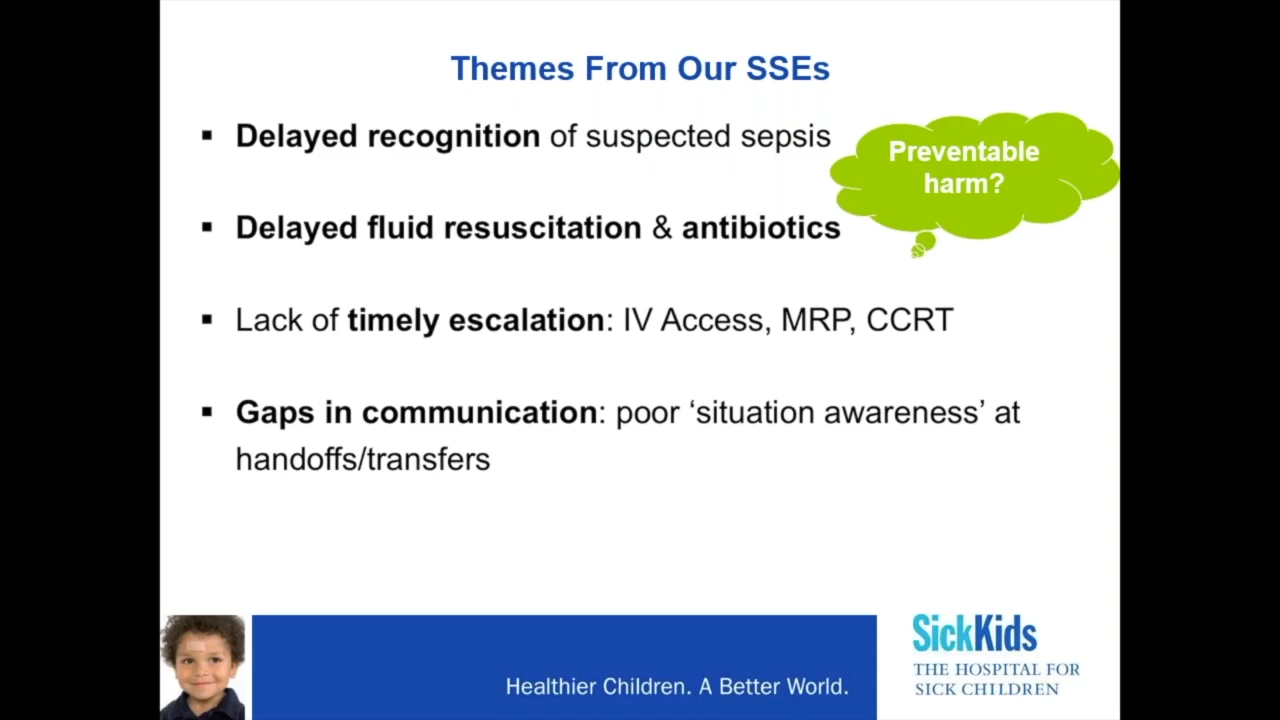 Themes From Our SSEs
▪ Delayed recognition of suspected sepsis
Preventable
harm?
▪ Delayed fluid resuscitation & antibiotics
▪ Lack of timely escalation: IV Access, MRP, CCRT
▪ Gaps in communication: poor ‘situation awareness’ at
handoffs/transfers
Healthier Children. A Better World.
SickKids
THE HOSPITAL FOR
SICK CHILDREN